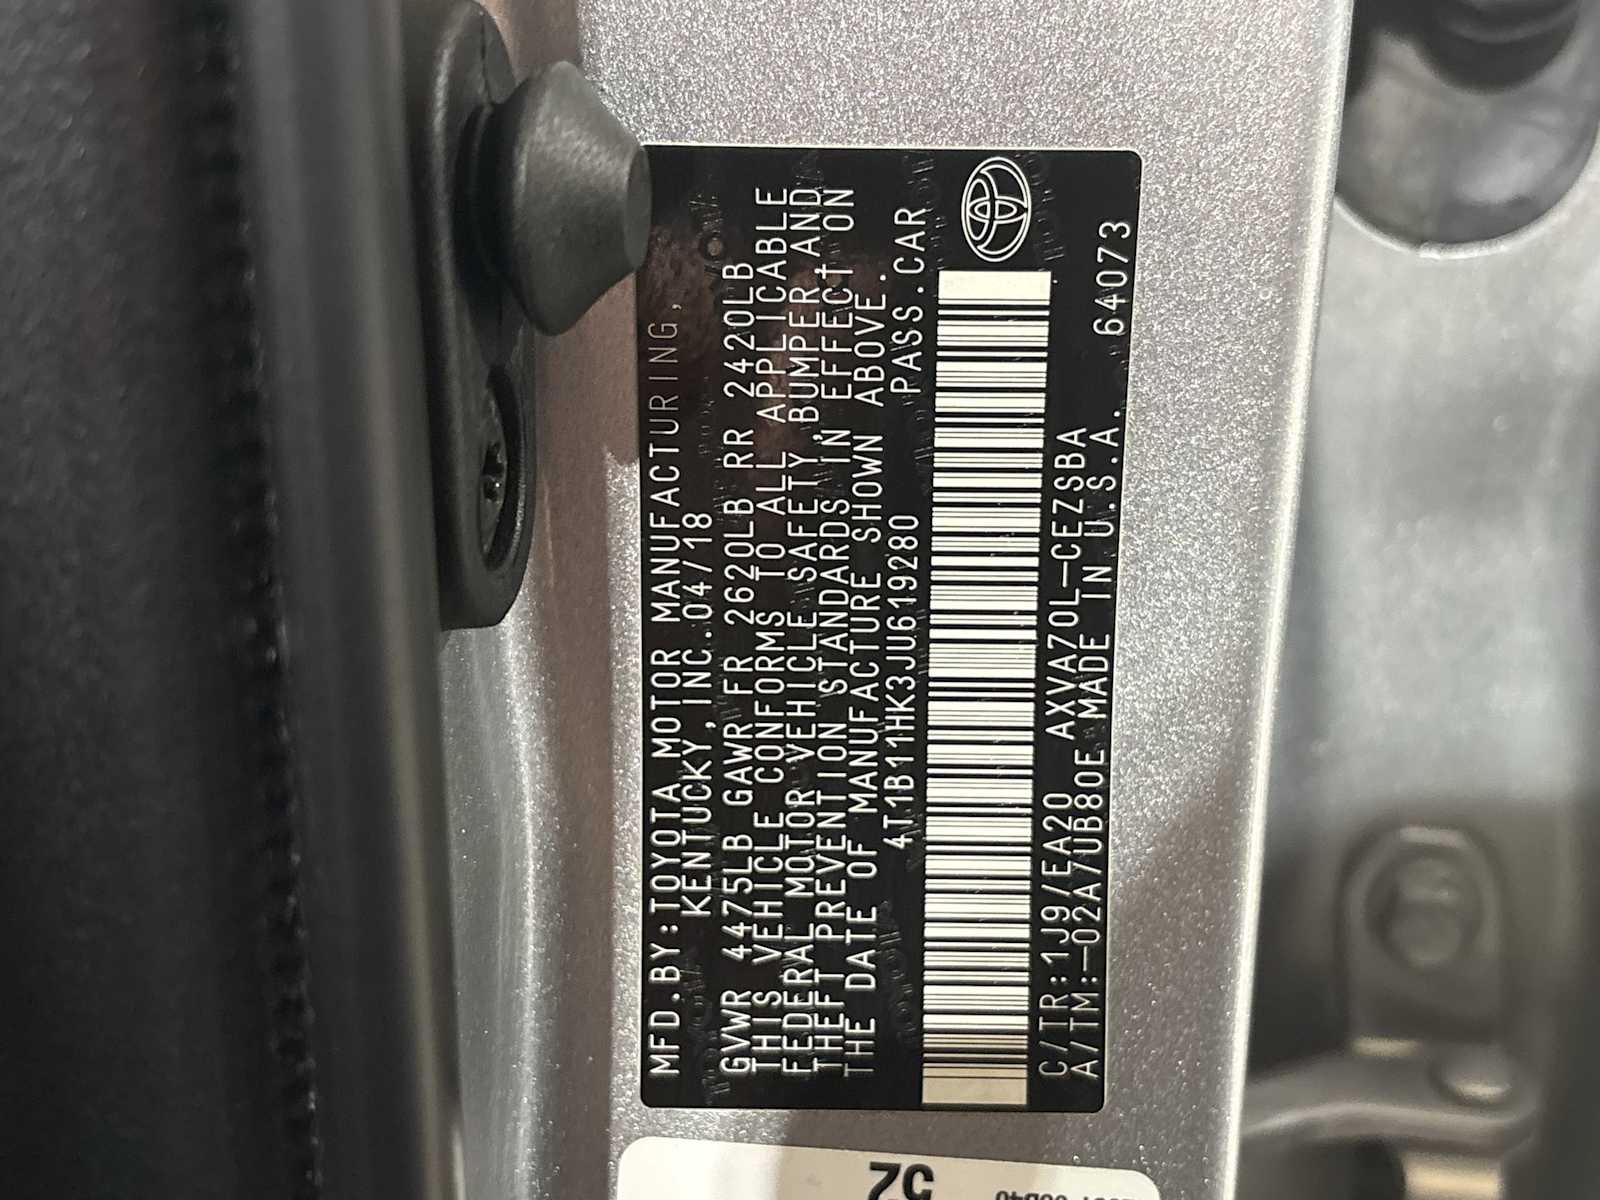 MFD.BY:TOYOTA MOTOR MANUFACTURING,
KENTUCKY,INC. 04/18
GVWR 4475LB GAWR FR 2620LB RR 2420LB
THIS VEHICLE CONFORMS TO ALL APPLICABLE
FEDERAL MOTOR VEHICLE SAFETY,BUMPER,AND
THEFT PREVENTION STANDARDS IN EFFECT ON
THE DATE OF MANUFACTURE SHOWN ABOVE.
4T1B11HK3JU619280 PASS.CAR
C/TR:1J9/EA20 AXVA70L-CEZSBA 64073
A/TM:-02A/UB80E MADE IN U.S.A.
52